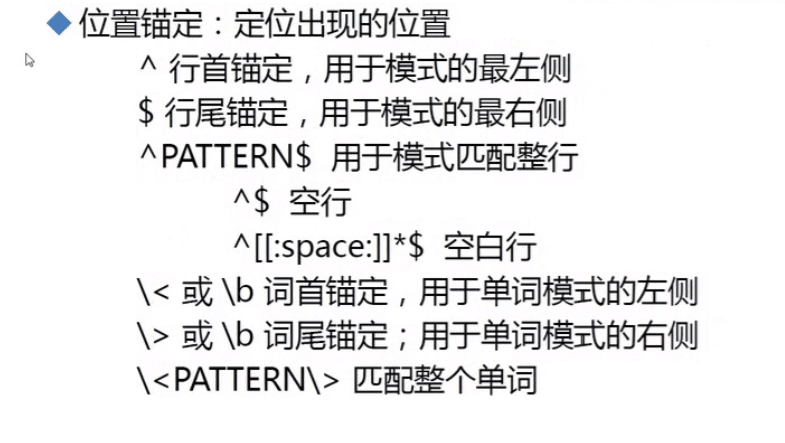 位置锚定：定位出现的位置
^ 行首锚定，用于模式的最左侧
$ 行尾锚定，用于模式的最右侧
^PATTERN$ 用于模式匹配整行
^$ 空行
^[[:space:]]*$ 空白行
\< 或 \b 词首锚定，用于单词模式的左侧
\> 或 \b 词尾锚定；用于单词模式的右侧
\<PATTERN\> 匹配整个单词